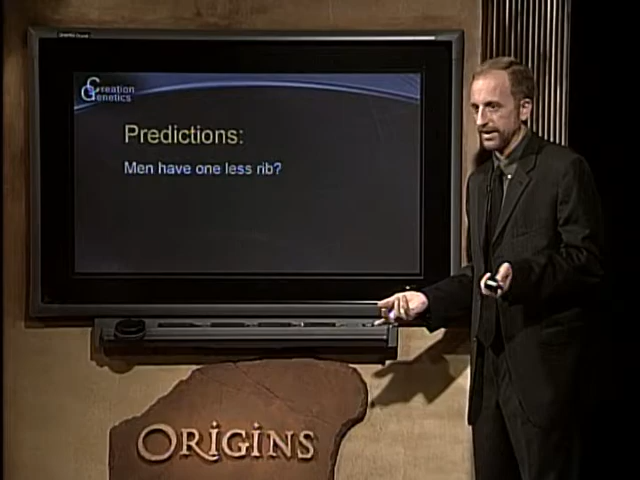 Creation
Genetics
Predictions:
Men have one less rib?
ORIGINS